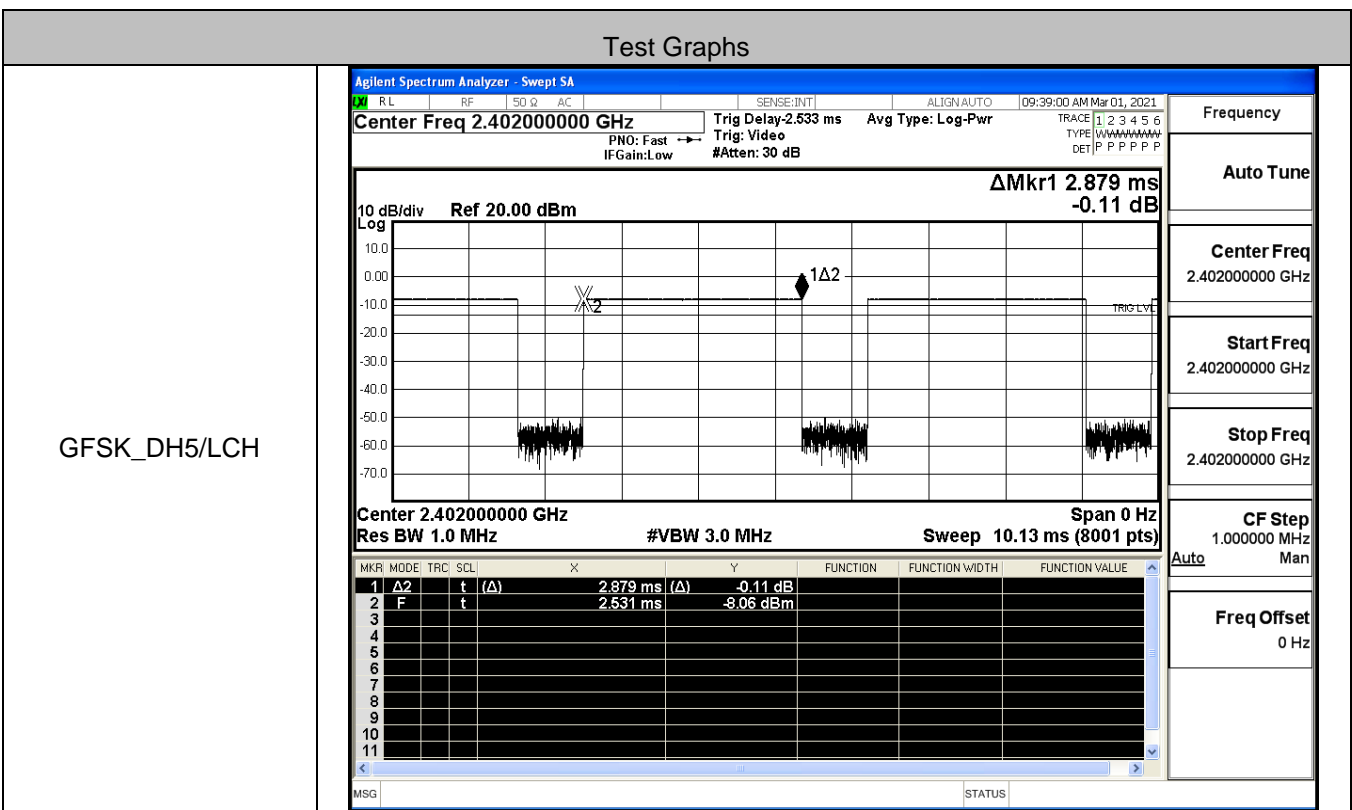 Test Graphs
GFSK_DH5/LCH
Agilent Spectrum Analyzer - Swept SA
LXI RL RF 50 Ω AC SENSE:INT ALIGNAUTO 09:39:00 AM Mar 01, 2021
Center Freq 2.402000000 GHz
PNO: Fast
IFGain:Low
Trig Delay-2.533 ms
Trig: Video
#Atten: 30 dB
Avg Type: Log-Pwr
TRACE 1 2 3 4 5 6
TYPE WWWWWW
DET P P P P P P
ΔMkr1 2.879 ms
-0.11 dB
10 dB/div Ref 20.00 dBm
Log
10.0
0.00
-10.0
-20.0
-30.0
-40.0
-50.0
-60.0
-70.0
1Δ2
2
TRIG LVL
Center 2.402000000 GHz Span 0 Hz
Res BW 1.0 MHz #VBW 3.0 MHz Sweep 10.13 ms (8001 pts)
MKR MODE TRC SCL X Y FUNCTION FUNCTION WIDTH FUNCTION VALUE
1 Δ2 t (Δ) 2.879 ms (Δ) -0.11 dB
2 F t 2.531 ms -8.06 dBm
3
4
5
6
7
8
9
10
11
MSG STATUS
Frequency
Auto Tune
Center Freq
2.402000000 GHz
Start Freq
2.402000000 GHz
Stop Freq
2.402000000 GHz
CF Step
1.000000 MHz
Auto Man
Freq Offset
0 Hz